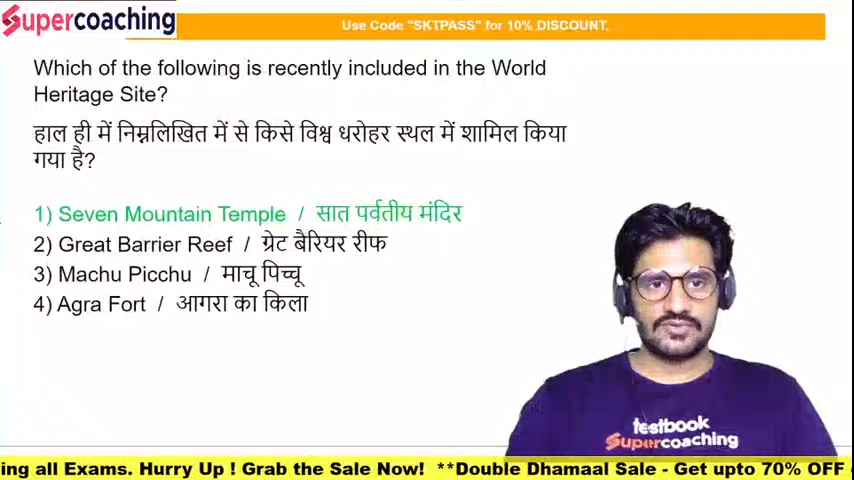 Supercoaching
Use Code "SKTPASS" for 10% DISCOUNT,
Which of the following is recently included in the World
Heritage Site?
हाल ही में निम्नलिखित में से किसे विश्व धरोहर स्थल में शामिल किया
गया है?
1) Seven Mountain Temple / सात पर्वतीय मंदिर
2) Great Barrier Reef / ग्रेट बैरियर रीफ
3) Machu Picchu / माचू पिच्चू
4) Agra Fort / आगरा का किला
testbook
Supercoaching
ing all Exams. Hurry Up ! Grab the Sale Now! **Double Dhamaal Sale - Get upto 70% OFF